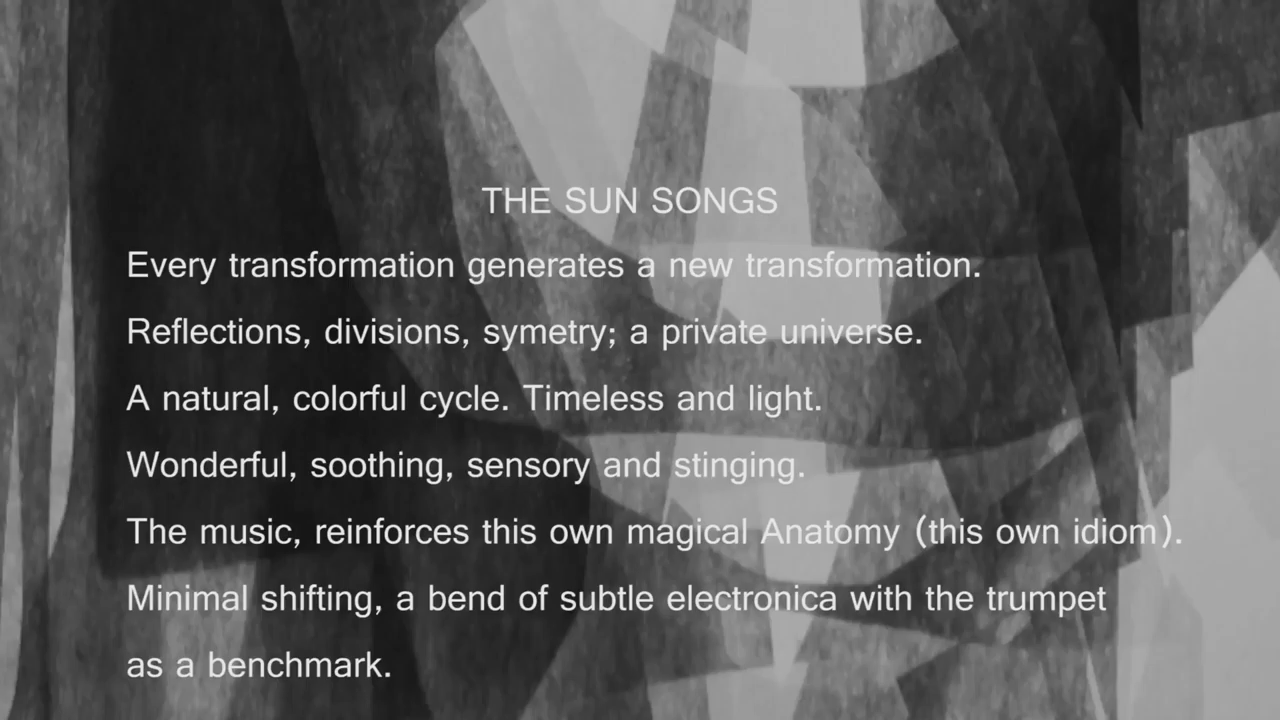 THE SUN SONGS
Every transformation generates a new transformation.
Reflections, divisions, symetry; a private universe.
A natural, colorful cycle. Timeless and light.
Wonderful, soothing, sensory and stinging.
The music, reinforces this own magical Anatomy (this own idiom).
Minimal shifting, a bend of subtle electronica with the trumpet
as a benchmark.